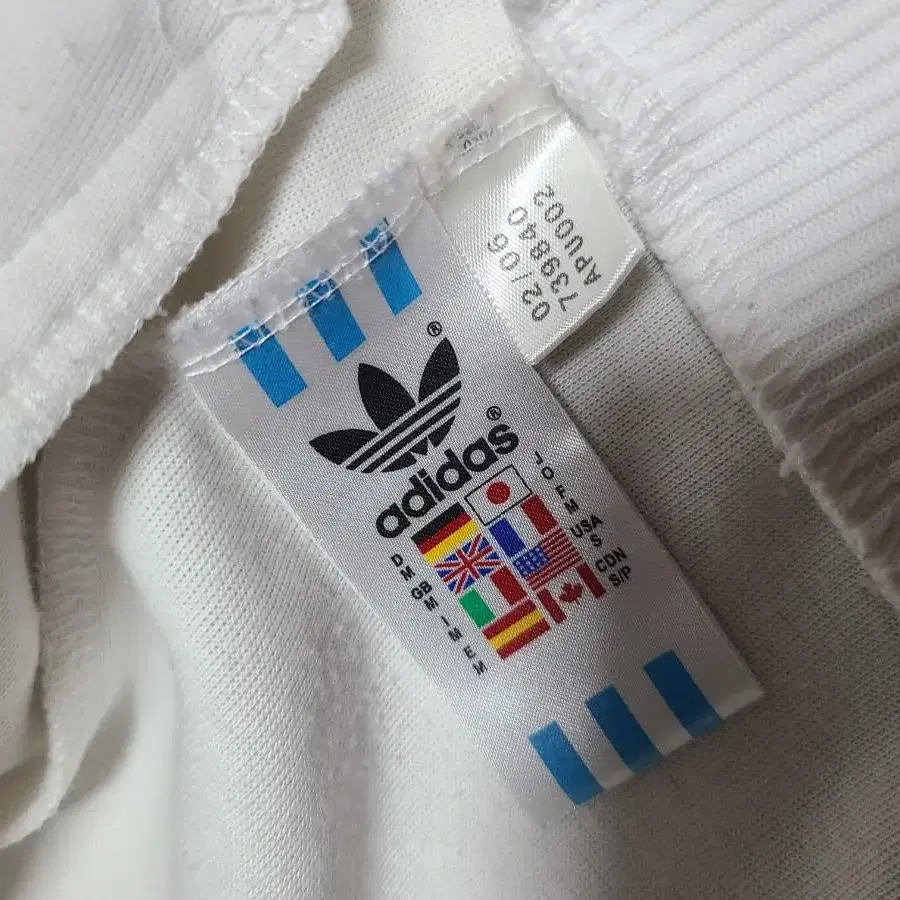 02/06
739840
APU002
®
adidas®
J O
F M
USA S
CDN S/P
D M
GB M
I M
E M